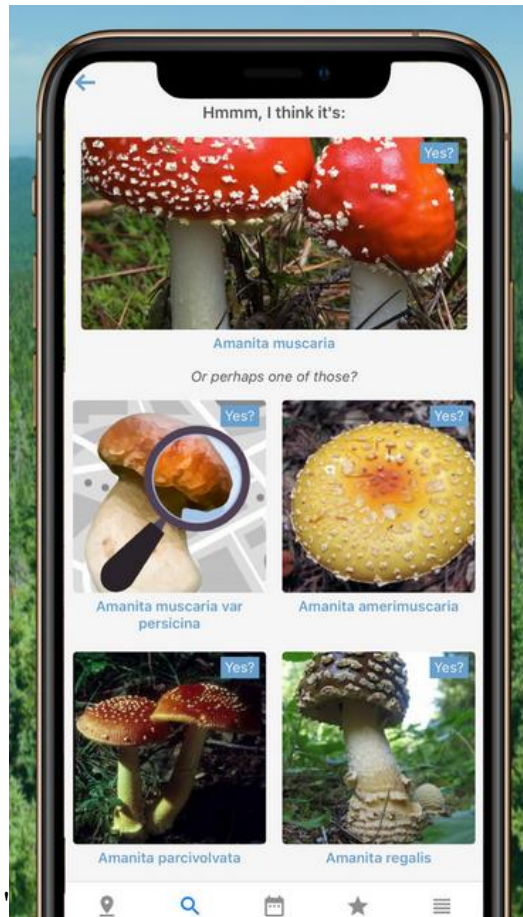 Hmmm, I think it's:
Yes?
Amanita muscaria
Or perhaps one of those?
Yes?
Yes?
Amanita muscaria var
persicina
Amanita amerimuscaria
Yes?
Yes?
Amanita parcivolvata
Amanita regalis
'